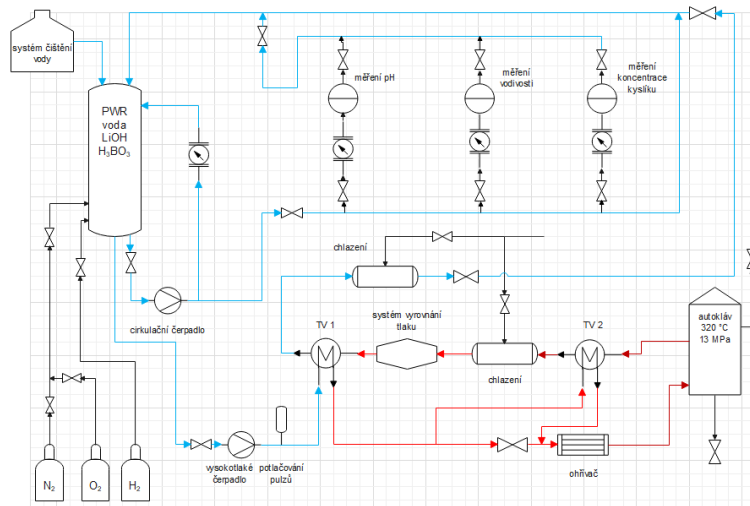 systém čištění
vody
PWR
voda
LiOH
H₃BO₃
měření pH
měření
vodivosti
měření
koncentrace
kyslíku
chlazení
cirkulační čerpadlo
TV 1
systém vyrovnání
tlaku
TV 2
autokláv
320 °C
13 MPa
chlazení
vysokotlaké
čerpadlo
potlačování
pulzů
ohřívač
N₂
O₂
H₂